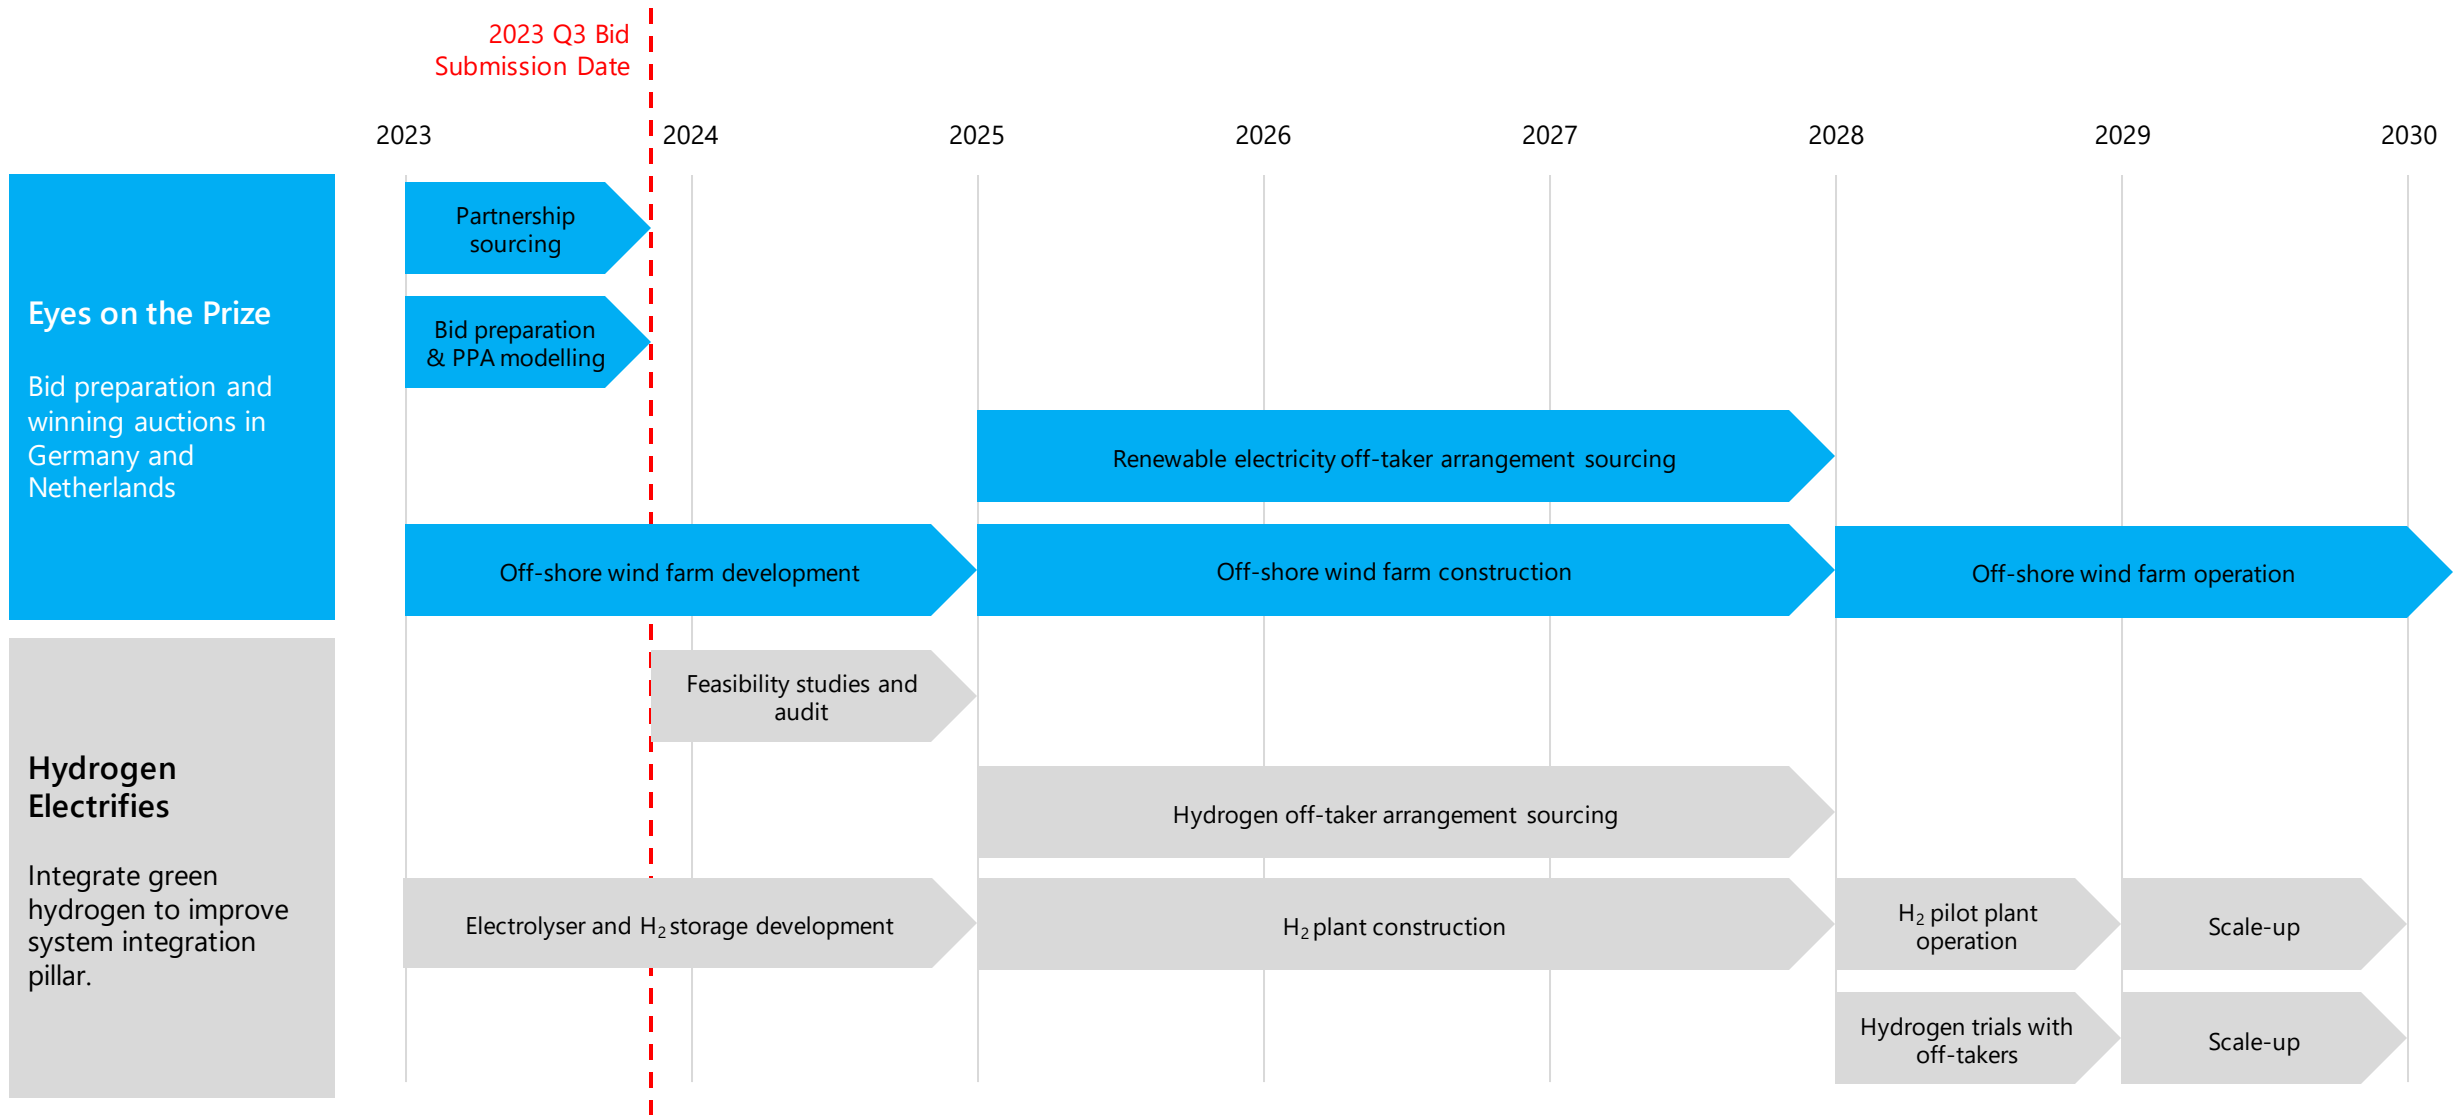 2023 Q3 Bid
Submission Date
2023
2024
2025
2026
2027
2028
2029
2030
Eyes on the Prize
Bid preparation and
winning auctions in
Germany and
Netherlands
Partnership
sourcing
Bid preparation
& PPA modelling
Renewable electricity off-taker arrangement sourcing
Off-shore wind farm development
Off-shore wind farm construction
Off-shore wind farm operation
Hydrogen
Electrifies
Integrate green
hydrogen to improve
system integration
pillar.
Feasibility studies and
audit
Hydrogen off-taker arrangement sourcing
Electrolyser and H₂ storage development
H₂ plant construction
H₂ pilot plant
operation
Scale-up
Hydrogen trials with
off-takers
Scale-up